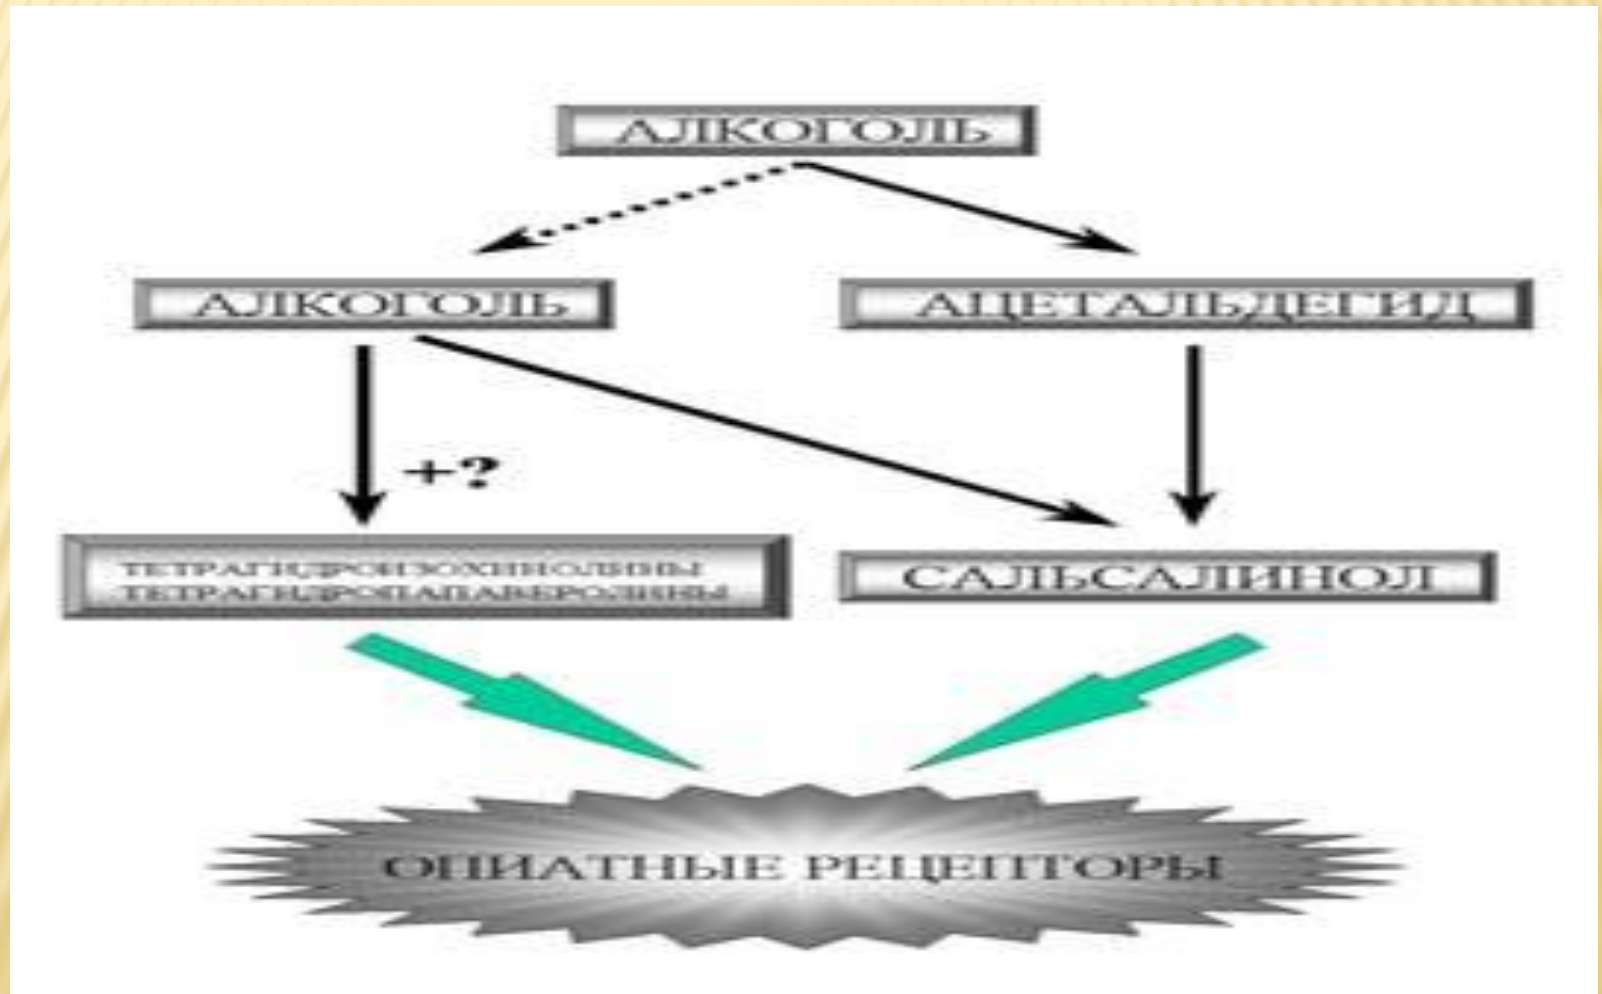 АЛКОГОЛЬ
АЛКОГОЛЬ
АЦЕТАЛЬДЕГИД
+?
ТЕТРАГИДРОИЗОХИНОЛИНЫ
ТЕТРАГИДРОПАПАВЕРОЛИНЫ
САЛЬСАЛИНОЛ
ОПИАТНЫЕ РЕЦЕПТОРЫ